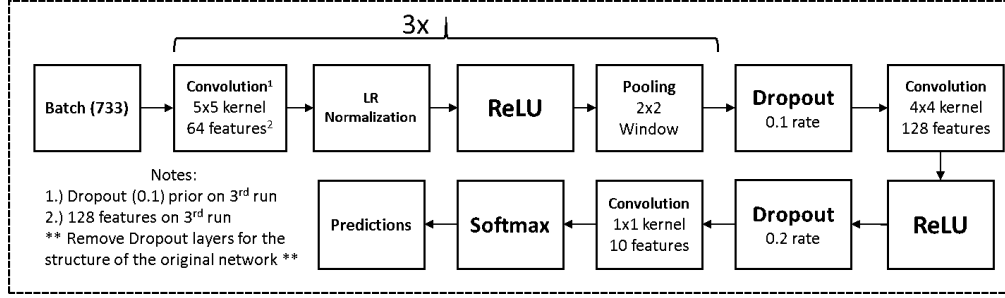 3x
Batch (733)
Convolution¹
5x5 kernel
64 features²
LR
Normalization
ReLU
Pooling
2x2
Window
Dropout
0.1 rate
Convolution
4x4 kernel
128 features
ReLU
Dropout
0.2 rate
Convolution
1x1 kernel
10 features
Softmax
Predictions
Notes:
1.) Dropout (0.1) prior on 3rd run
2.) 128 features on 3rd run
** Remove Dropout layers for the
structure of the original network **